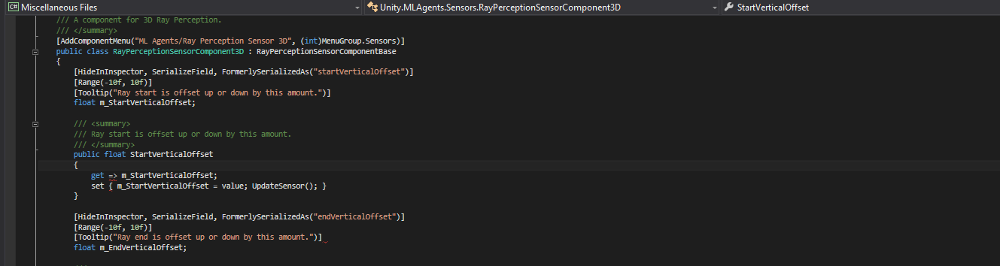 C# Miscellaneous Files
Unity.MLAgents.Sensors.RayPerceptionSensorComponent3D
StartVerticalOffset
/// A component for 3D Ray Perception.
/// </summary>
[AddComponentMenu("ML Agents/Ray Perception Sensor 3D", (int)MenuGroup.Sensors)]
public class RayPerceptionSensorComponent3D : RayPerceptionSensorComponentBase
{
[HideInInspector, SerializeField, FormerlySerializedAs("startVerticalOffset")]
[Range(-10f, 10f)]
[Tooltip("Ray start is offset up or down by this amount.")]
float m_StartVerticalOffset;
/// <summary>
/// Ray start is offset up or down by this amount.
/// </summary>
public float StartVerticalOffset
{
get => m_StartVerticalOffset;
set { m_StartVerticalOffset = value; UpdateSensor(); }
}
[HideInInspector, SerializeField, FormerlySerializedAs("endVerticalOffset")]
[Range(-10f, 10f)]
[Tooltip("Ray end is offset up or down by this amount.")]
float m_EndVerticalOffset;